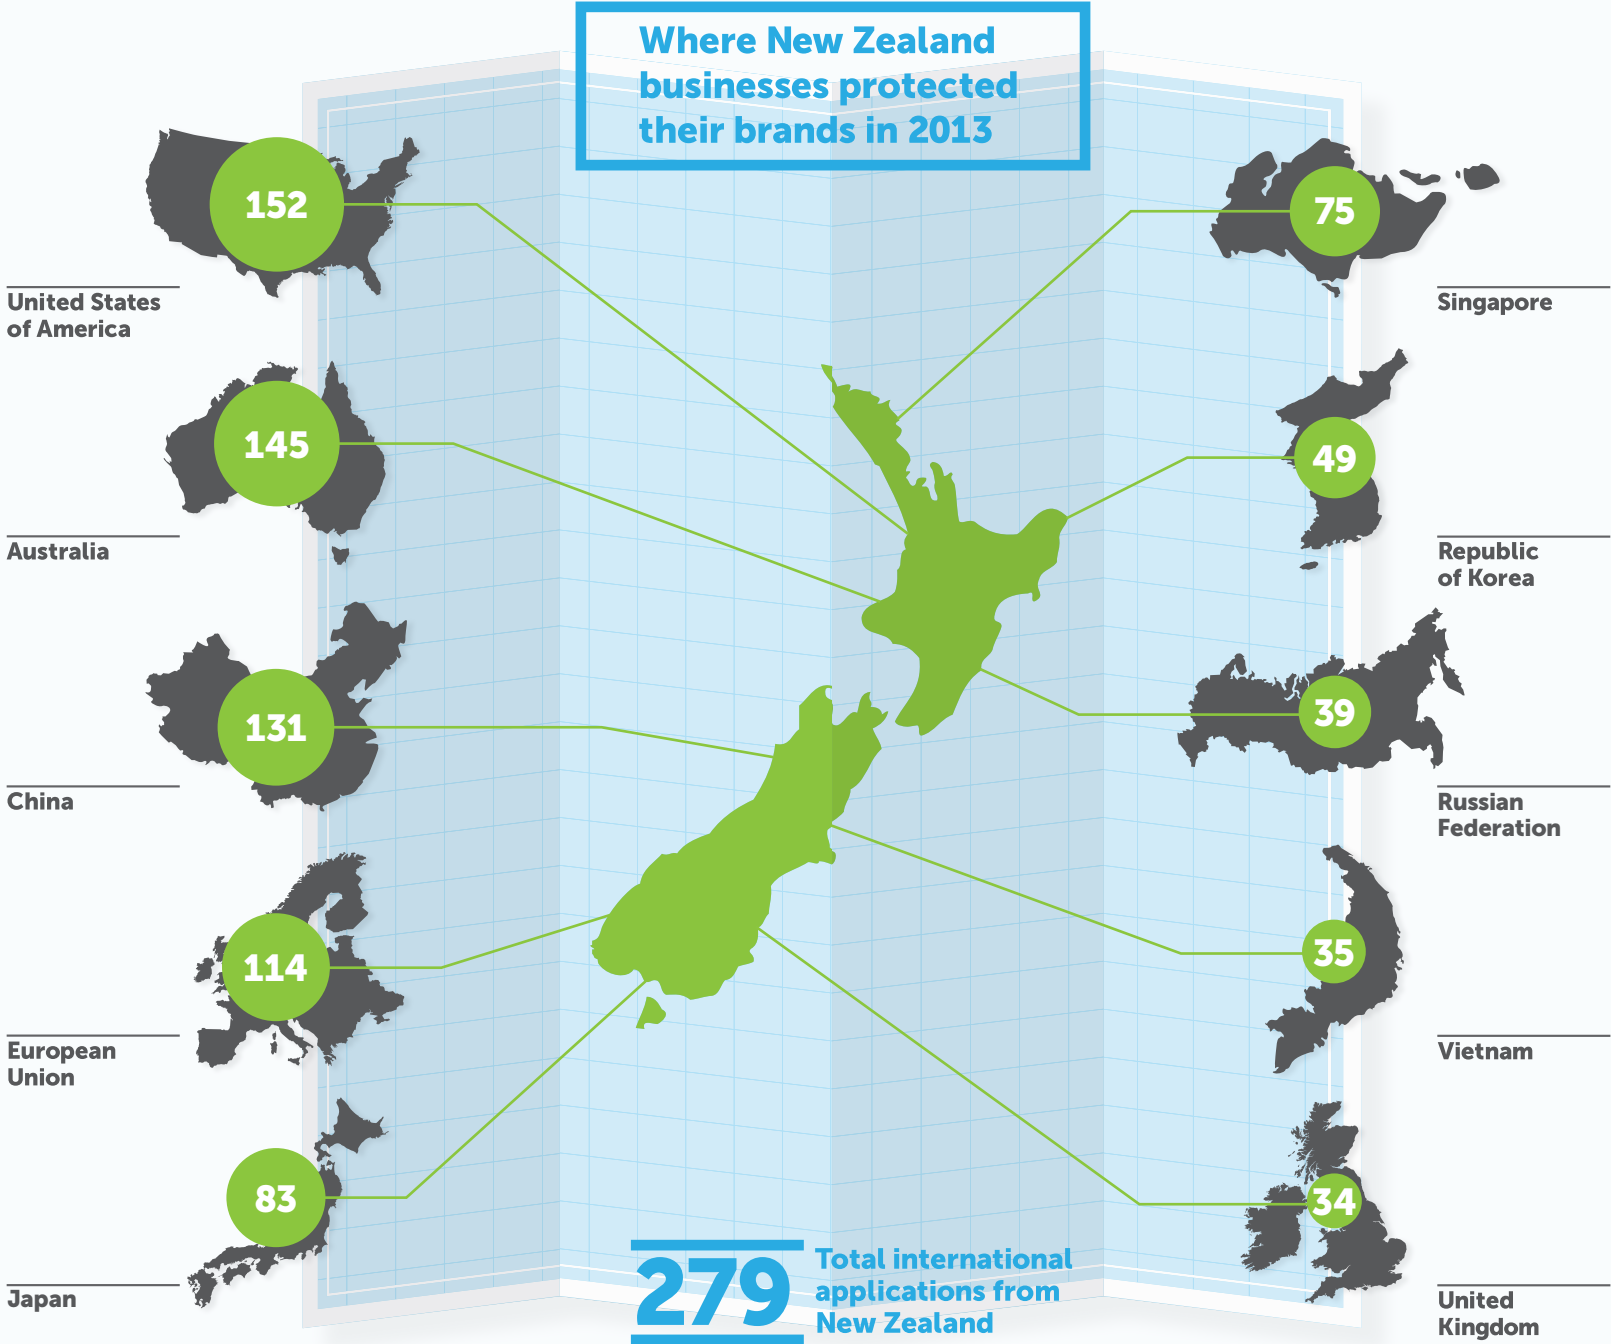 Where New Zealand
businesses protected
their brands in 2013
152
United States
of America
145
Australia
131
China
114
European
Union
83
Japan
75
Singapore
49
Republic
of Korea
39
Russian
Federation
35
Vietnam
34
United
Kingdom
279
Total international
applications from
New Zealand